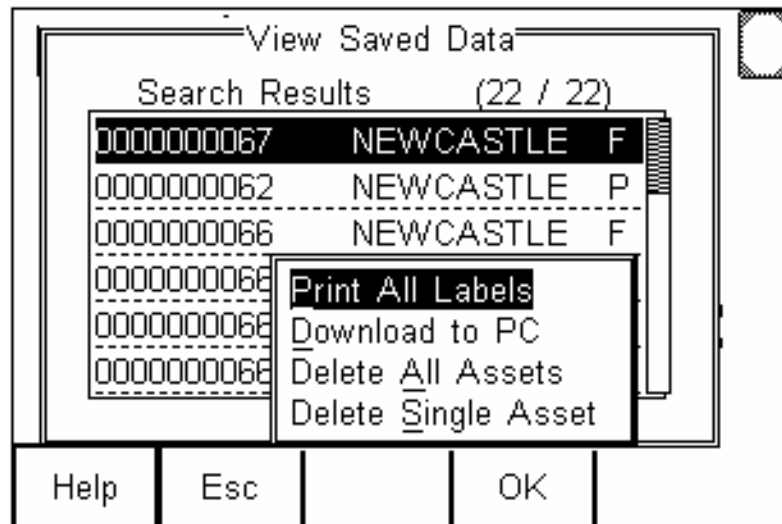 View Saved Data
Search Results (22 / 22)
0000000067 NEWCASTLE F
0000000062 NEWCASTLE P
0000000066 NEWCASTLE F
Print All Labels
Download to PC
Delete All Assets
Delete Single Asset
Help Esc OK